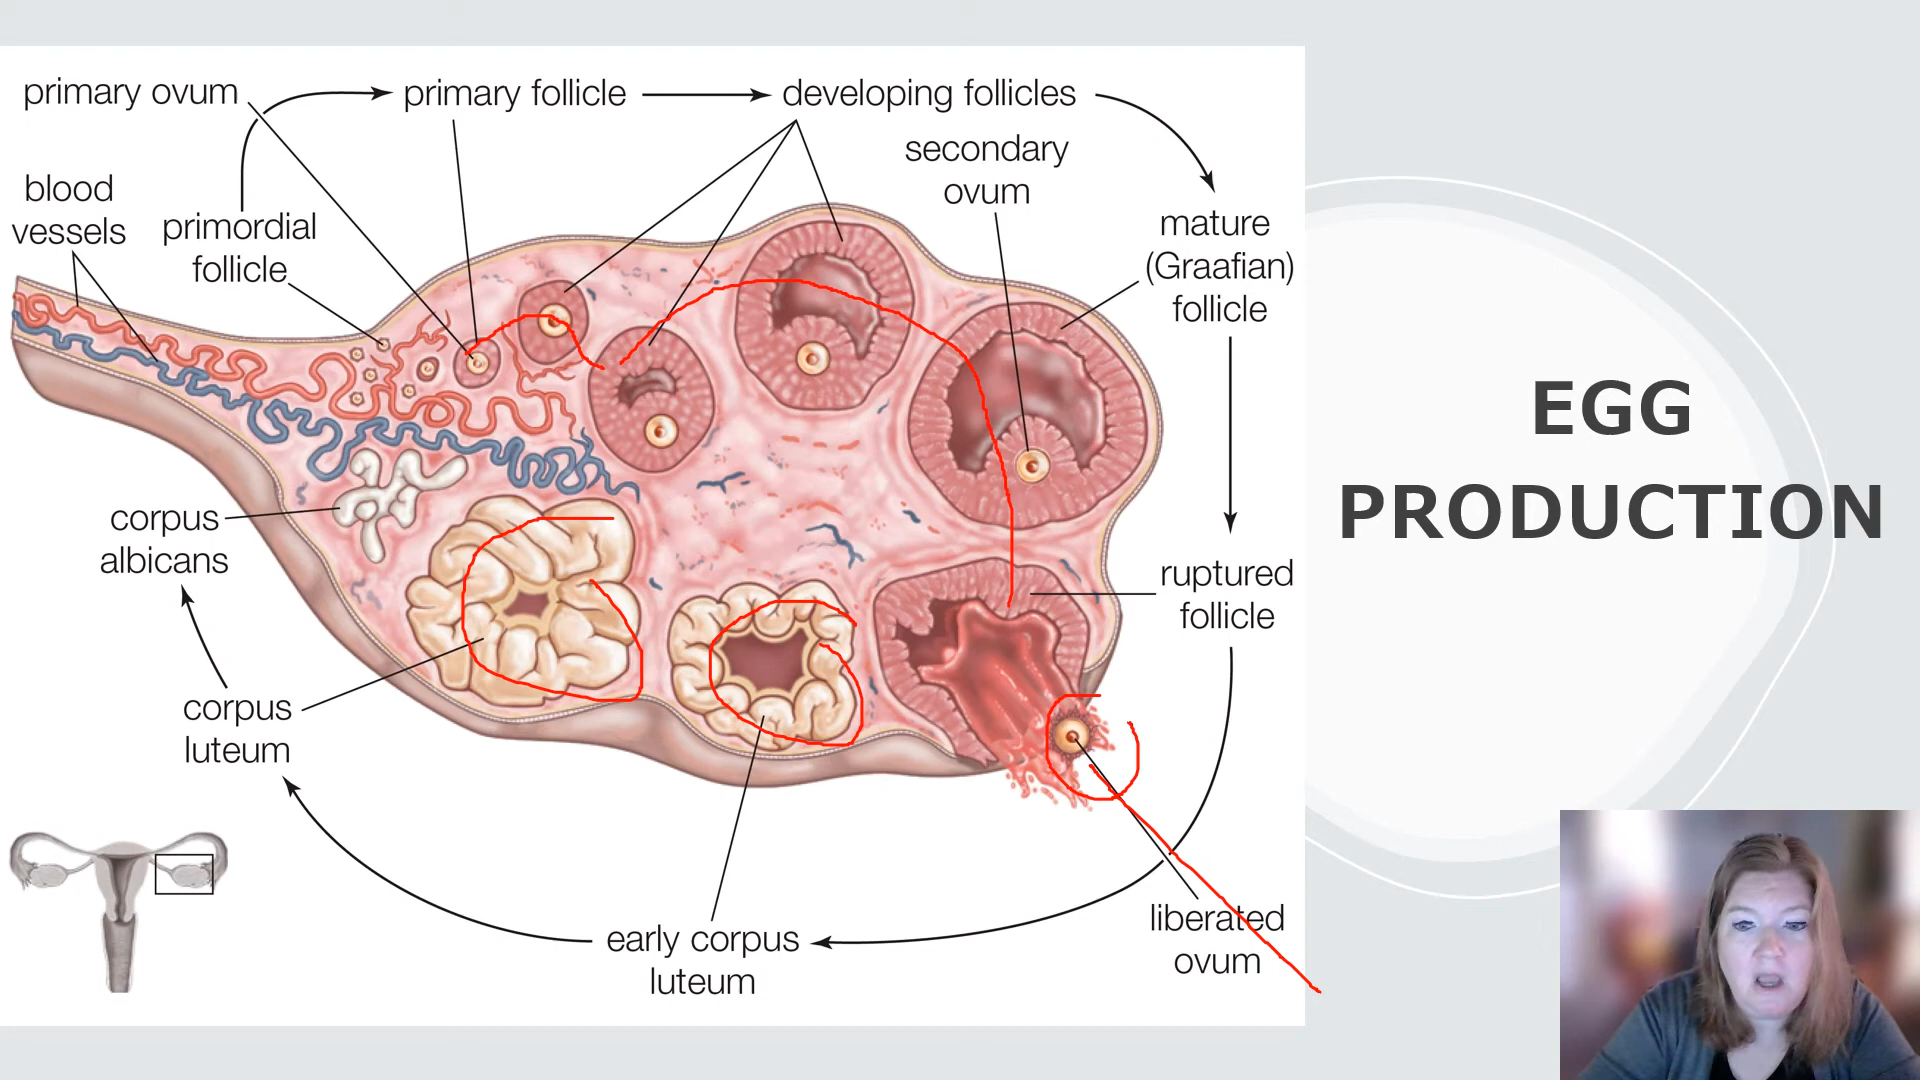 primary ovum
primary follicle
developing follicles
secondary
ovum
blood
vessels
primordial
follicle
mature
(Graafian)
follicle
corpus
albicans
ruptured
follicle
corpus
luteum
early corpus
luteum
liberated
ovum
EGG
PRODUCTION